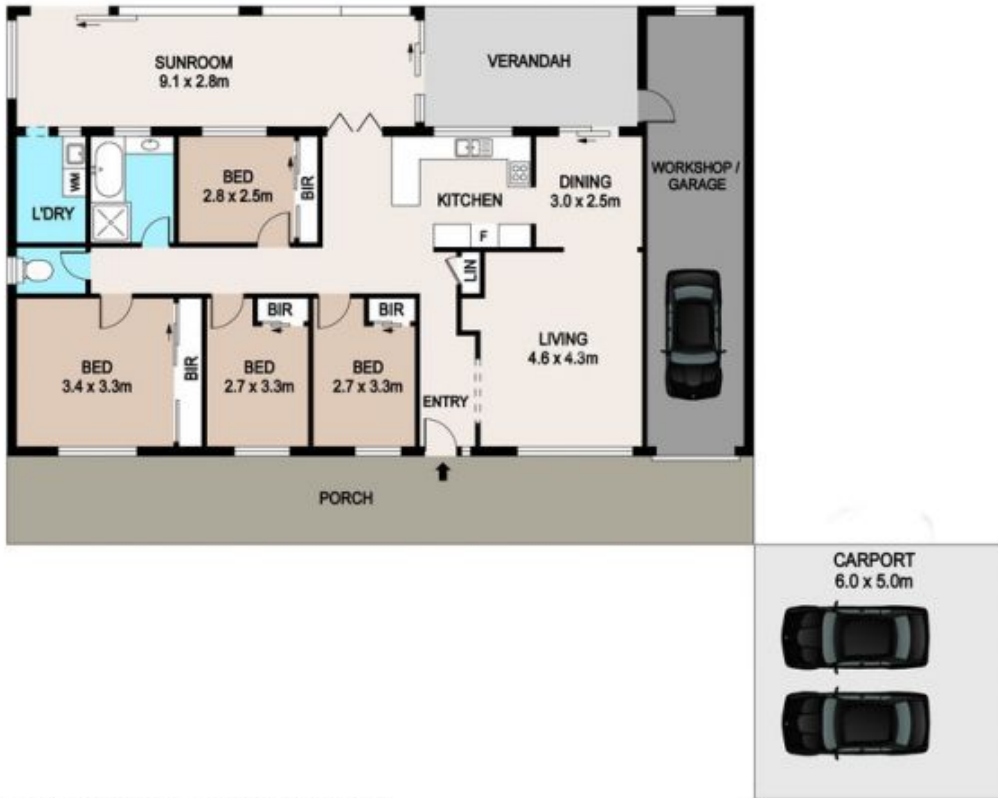 SUNROOM
9.1 x 2.8m
VERANDAH
WORKSHOP /
GARAGE
L'DRY
WM
BED
2.8 x 2.5m
BIR
KITCHEN
F
DINING
3.0 x 2.5m
LIN
BED
3.4 x 3.3m
BIR
BIR
BED
2.7 x 3.3m
BIR
BED
2.7 x 3.3m
ENTRY
LIVING
4.6 x 4.3m
PORCH
CARPORT
6.0 x 5.0m